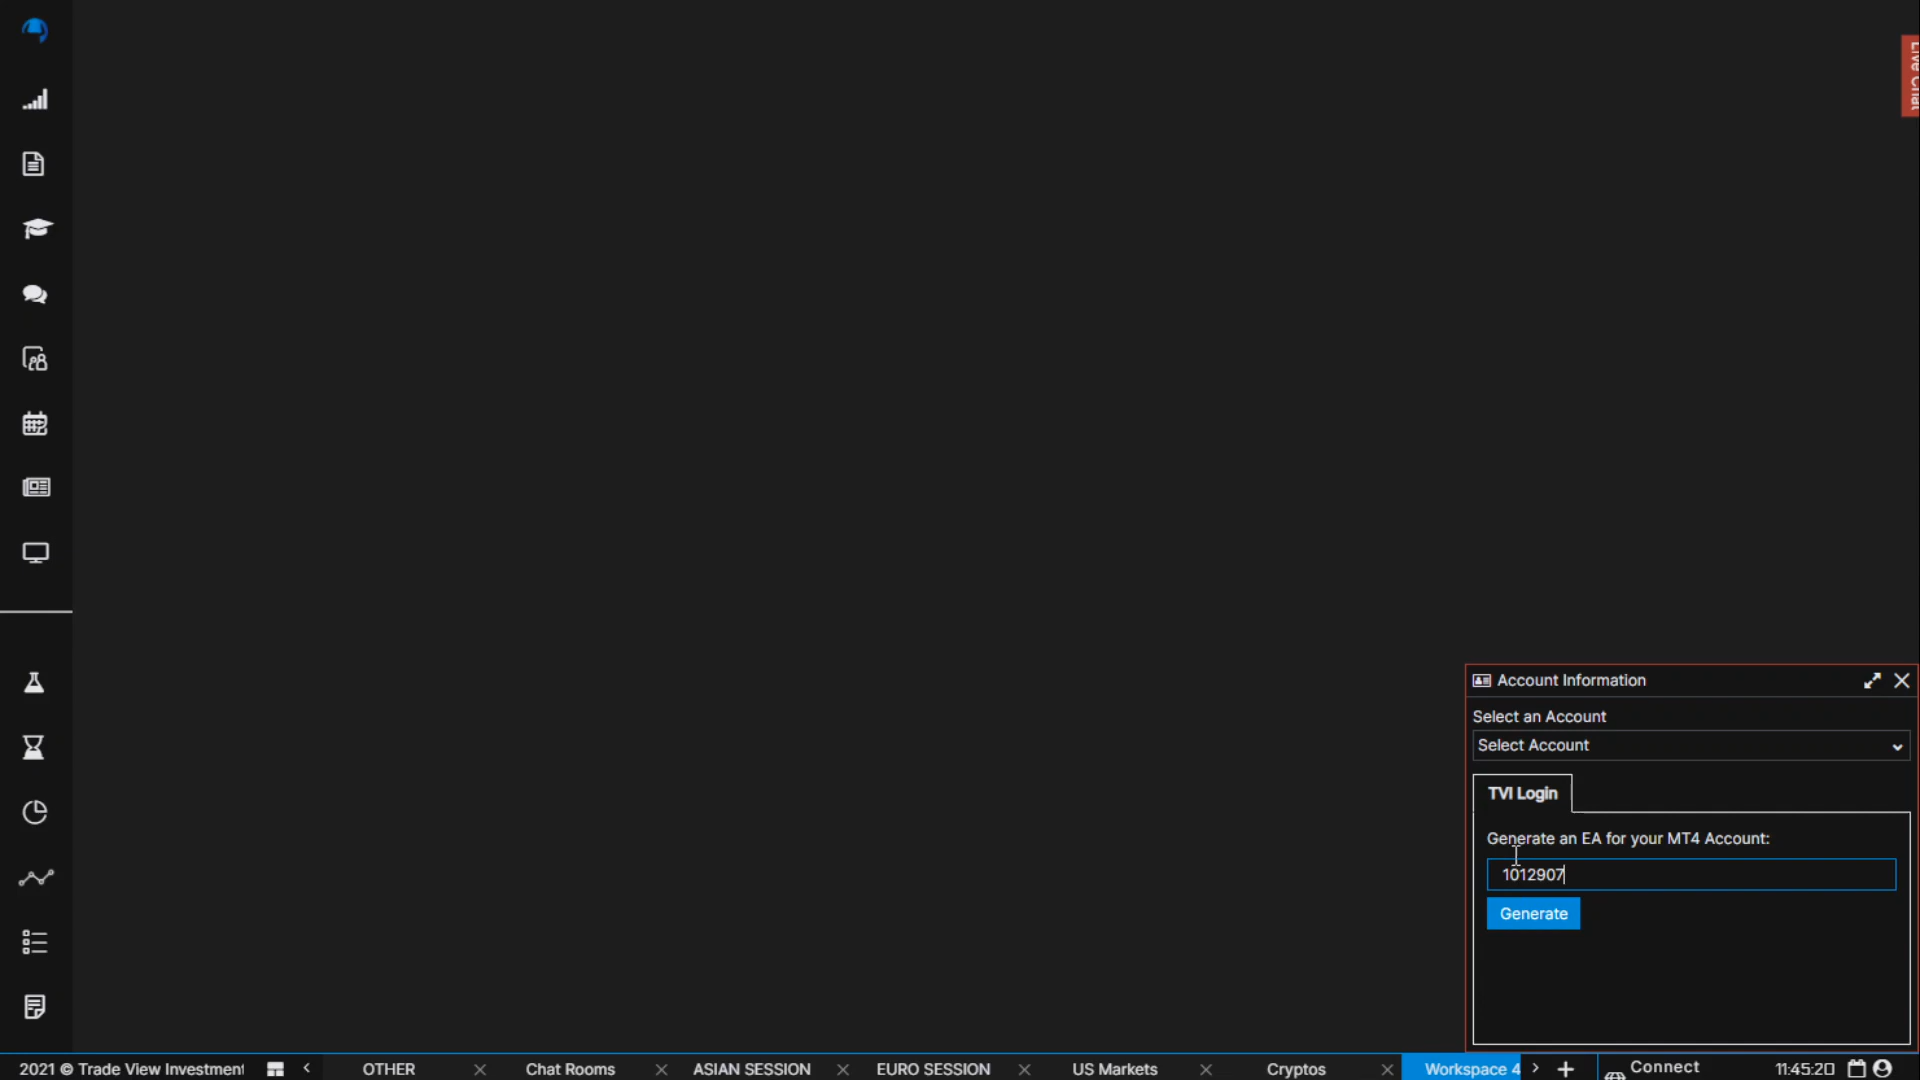 Live Chat
Account Information
Select an Account
Select Account
TVI Login
Generate an EA for your MT4 Account:
1012907
Generate
2021 © Trade View Investment
OTHER
Chat Rooms
ASIAN SESSION
EURO SESSION
US Markets
Cryptos
Workspace 4
Connect
11:45:20